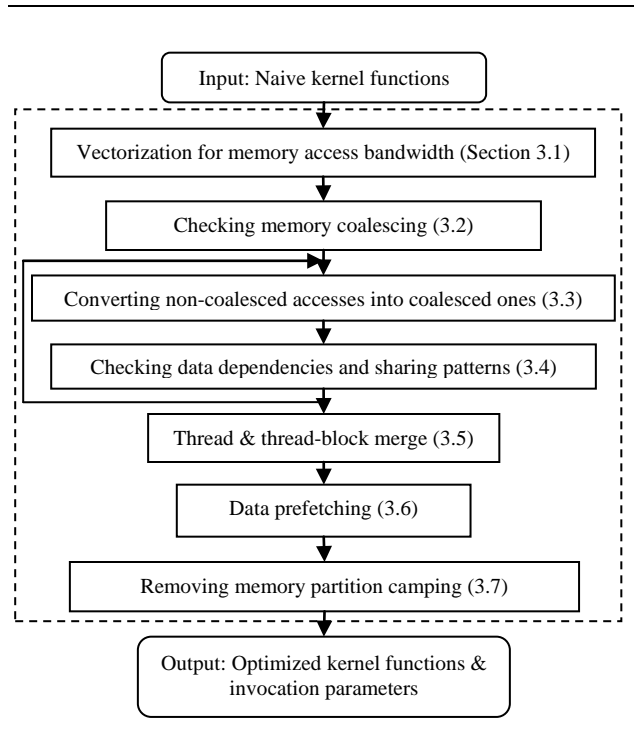 Input: Naive kernel functions
Vectorization for memory access bandwidth (Section 3.1)
Checking memory coalescing (3.2)
Converting non-coalesced accesses into coalesced ones (3.3)
Checking data dependencies and sharing patterns (3.4)
Thread & thread-block merge (3.5)
Data prefetching (3.6)
Removing memory partition camping (3.7)
Output: Optimized kernel functions &
invocation parameters